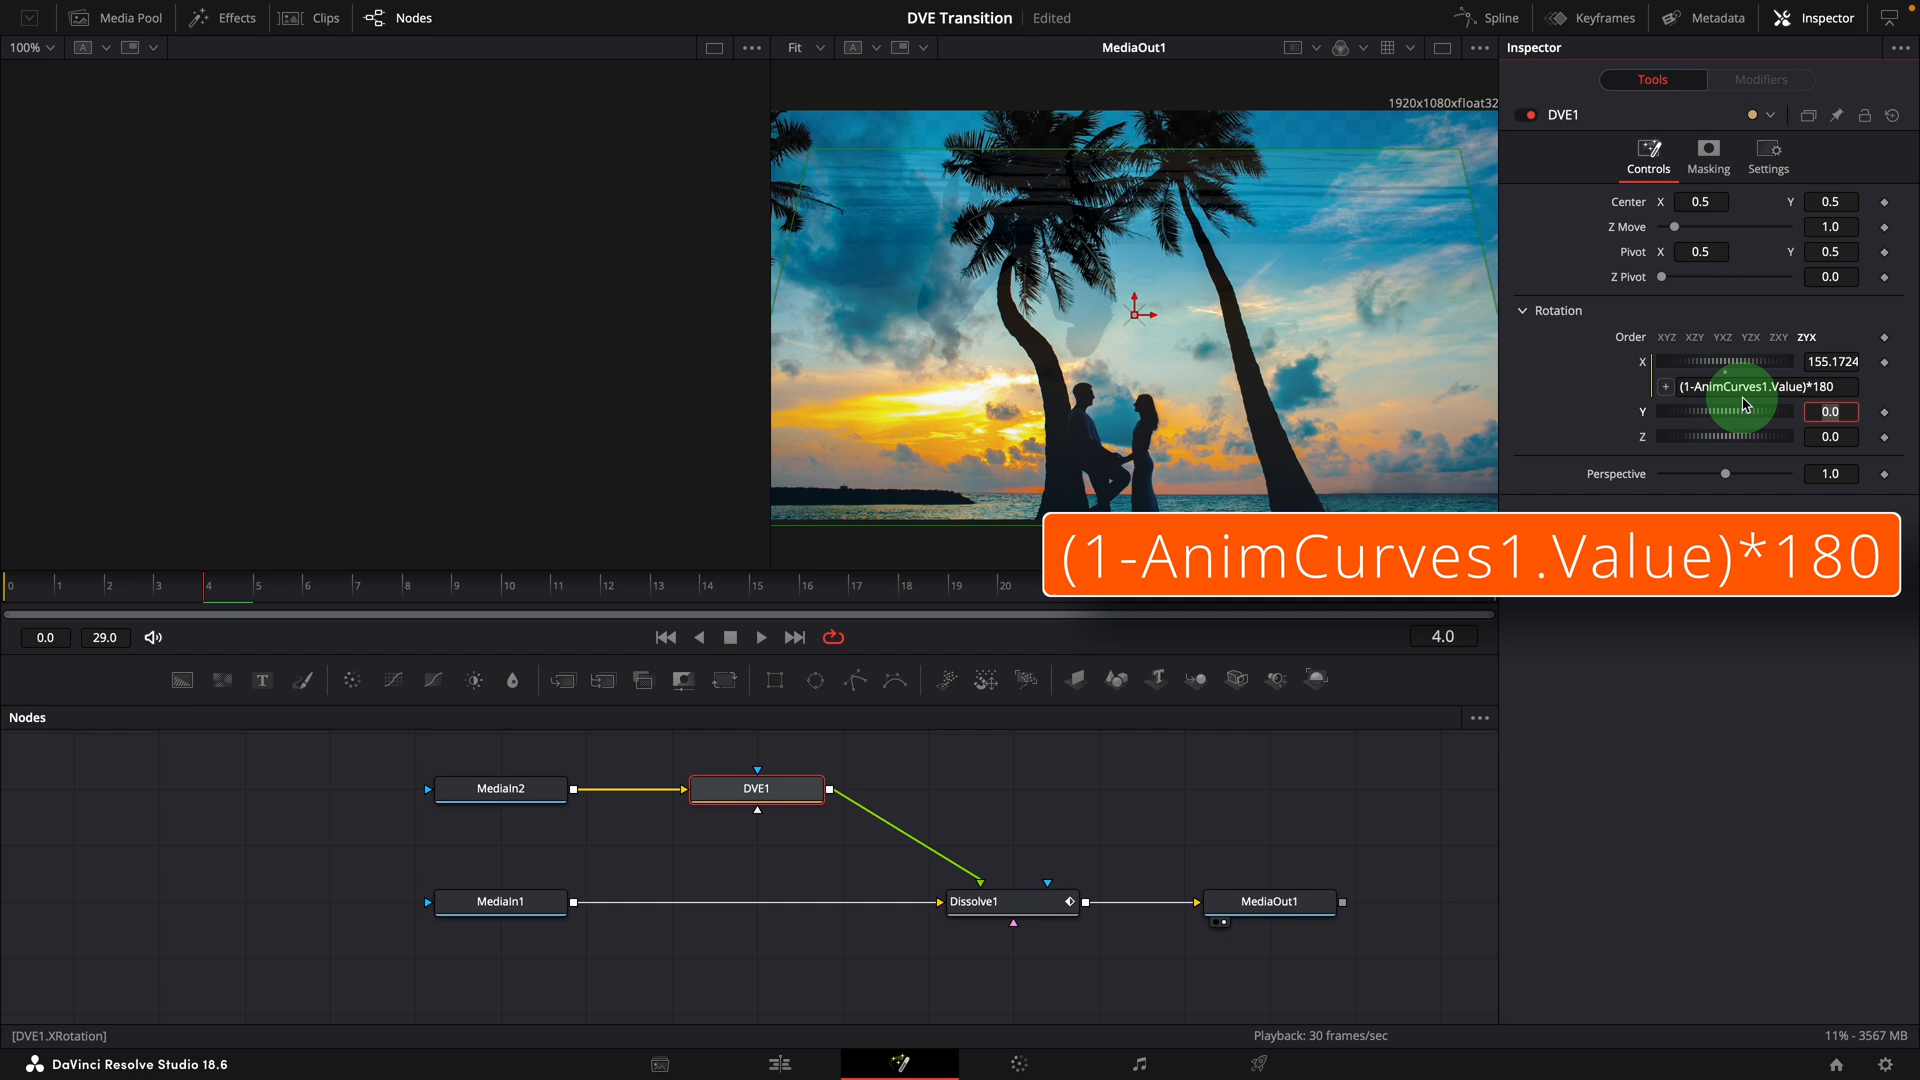 Media Pool
Effects
Clips
Nodes
DVE Transition
Edited
Spline
Keyframes
Metadata
Inspector
100%
A
Fit
A
MediaOut1
Inspector
1920x1080xfloat32
Tools
Modifiers
DVE1
Controls
Masking
Settings
Center X 0.5 Y 0.5
Z Move 1.0
Pivot X 0.5 Y 0.5
Z Pivot 0.0
Rotation
Order XYZ XZY YXZ YZX ZXY ZYX
X 155.1724
+ (1-AnimCurves1.Value)*180
Y 0.0
Z 0.0
Perspective 1.0
(1-AnimCurves1.Value)*180
0 1 2 3 4 5 6 7 8 9 10 11 12 13 14 15 16 17 18 19 20
0.0 29.0
4.0
T
Nodes
MediaIn2
DVE1
MediaIn1
Dissolve1
MediaOut1
[DVE1.XRotation]
Playback: 30 frames/sec
11% - 3567 MB
DaVinci Resolve Studio 18.6